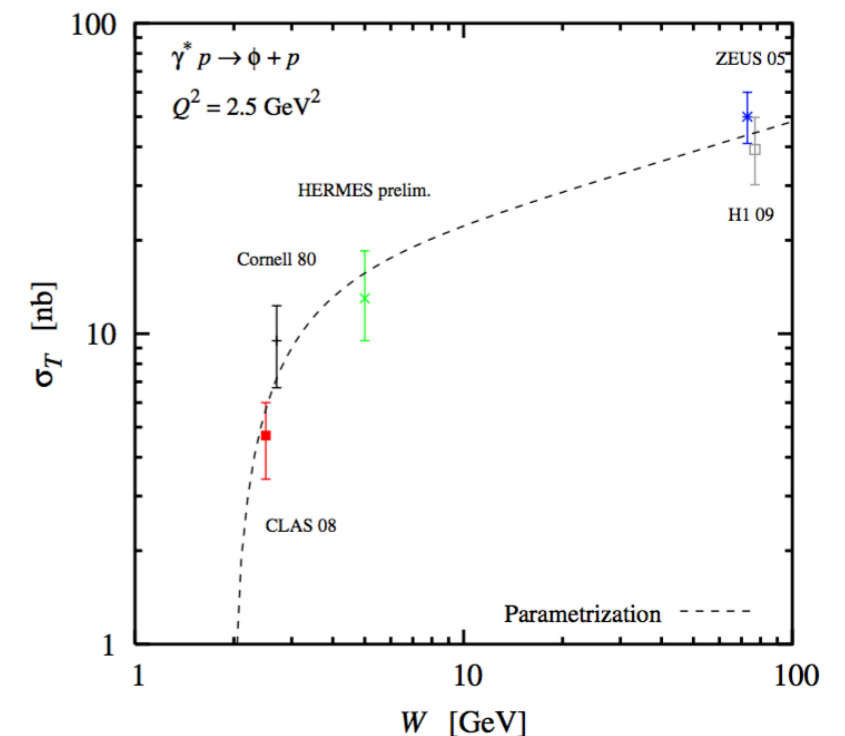 100
γ* p → ϕ + p
Q² = 2.5 GeV²
ZEUS 05
HERMES prelim.
H1 09
Cornell 80
σ_T [nb]
10
CLAS 08
Parametrization
1
1 10 100
W [GeV]